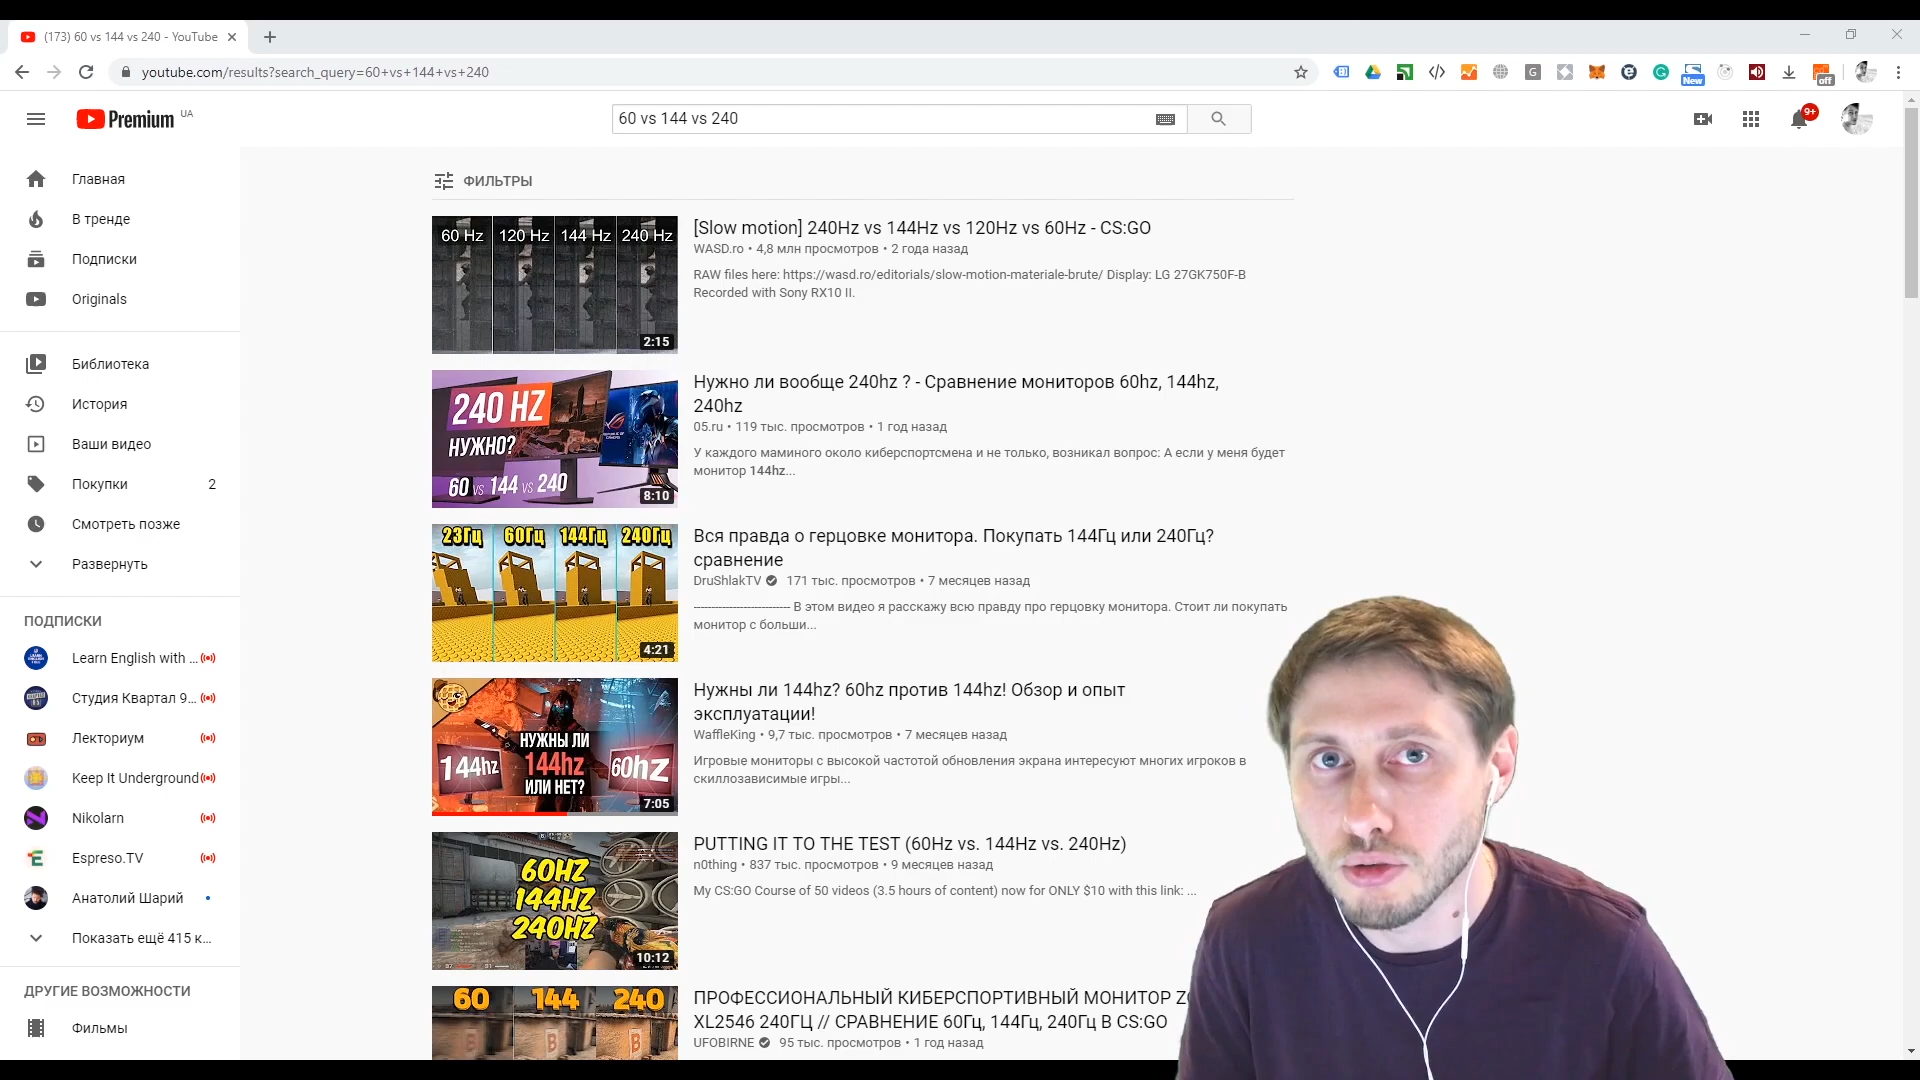 (173) 60 vs 144 vs 240 - YouTube
youtube.com/results?search_query=60+vs+144+vs+240
New
off
Premium UA
60 vs 144 vs 240
9+
Главная
В тренде
Подписки
Originals
Библиотека
История
Ваши видео
Покупки 2
Смотреть позже
Развернуть
ПОДПИСКИ
Learn English with ...
Студия Квартал 9...
Лекториум
Keep It Underground
Nikolarn
Espreso.TV
Анатолий Шарий
Показать ещё 415 к...
ДРУГИЕ ВОЗМОЖНОСТИ
Фильмы
ФИЛЬТРЫ
60 Hz 120 Hz 144 Hz 240 Hz
2:15
[Slow motion] 240Hz vs 144Hz vs 120Hz vs 60Hz - CS:GO
WASD.ro • 4,8 млн просмотров • 2 года назад
RAW files here: https://wasd.ro/editorials/slow-motion-materiale-brute/ Display: LG 27GK750F-B
Recorded with Sony RX10 II.
240 HZ
НУЖНО?
60 VS 144 VS 240
8:10
Нужно ли вообще 240hz ? - Сравнение мониторов 60hz, 144hz,
240hz
05.ru • 119 тыс. просмотров • 1 год назад
У каждого маминого около киберспортсмена и не только, возникал вопрос: А если у меня будет
монитор 144hz...
23Гц 60Гц 144Гц 240Гц
4:21
Вся правда о герцовке монитора. Покупать 144Гц или 240Гц?
сравнение
DruShlakTV 171 тыс. просмотров • 7 месяцев назад
---------------------------- В этом видео я расскажу всю правду про герцовку монитора. Стоит ли покупать
монитор с больши...
НУЖНЫ ЛИ
144hz 144hz 60hz
ИЛИ НЕТ?
7:05
Нужны ли 144hz? 60hz против 144hz! Обзор и опыт
эксплуатации!
WaffleKing • 9,7 тыс. просмотров • 7 месяцев назад
Игровые мониторы с высокой частотой обновления экрана интересуют многих игроков в
скиллозависимые игры...
60HZ
144HZ
240HZ
10:12
PUTTING IT TO THE TEST (60Hz vs. 144Hz vs. 240Hz)
n0thing • 837 тыс. просмотров • 9 месяцев назад
My CS:GO Course of 50 videos (3.5 hours of content) now for ONLY $10 with this link: ...
60 144 240
B B B
ПРОФЕССИОНАЛЬНЫЙ КИБЕРСПОРТИВНЫЙ МОНИТОР
XL2546 240ГЦ // СРАВНЕНИЕ 60Гц, 144Гц, 240Гц В CS:GO
UFOBIRNE 95 тыс. просмотров • 1 год назад